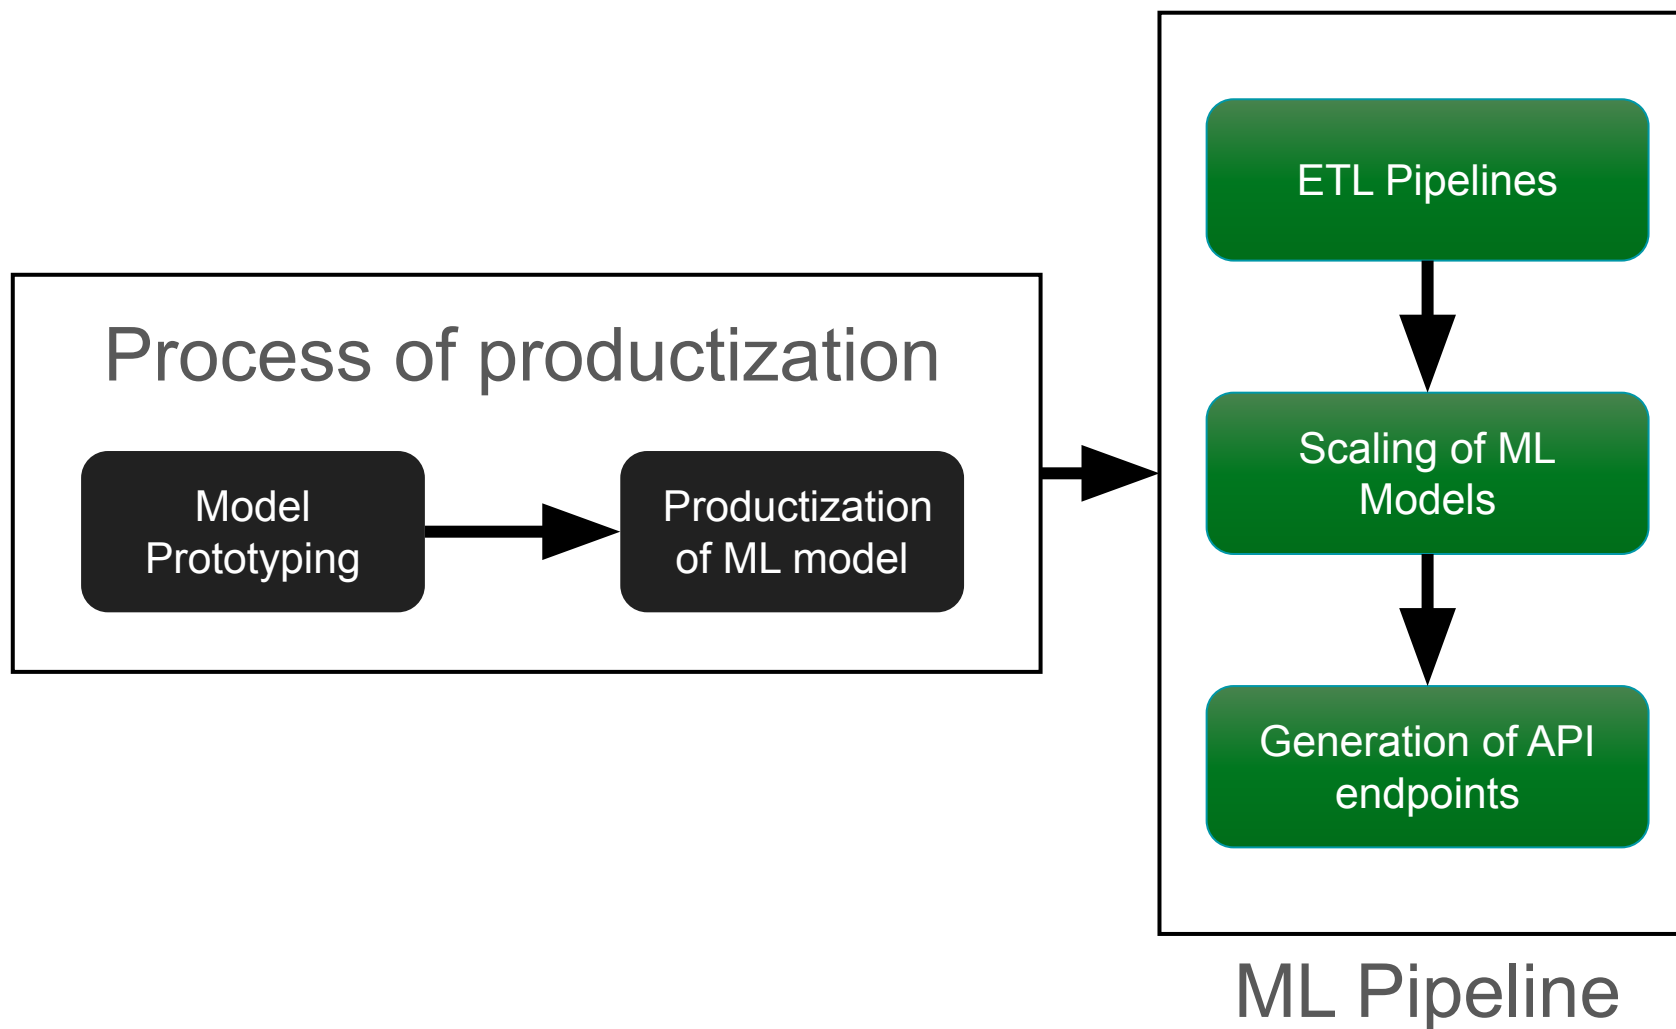 Process of productization
Model
Prototyping
Productization
of ML model
ETL Pipelines
Scaling of ML
Models
Generation of API
endpoints
ML Pipeline